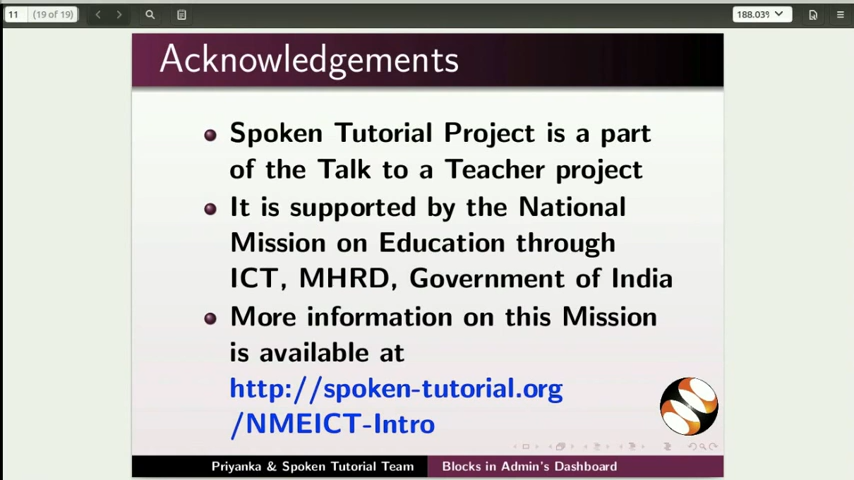 11 (19 of 19) 188.03%
Acknowledgements
Spoken Tutorial Project is a part
of the Talk to a Teacher project
It is supported by the National
Mission on Education through
ICT, MHRD, Government of India
More information on this Mission
is available at
http://spoken-tutorial.org
/NMEICT-Intro
Priyanka & Spoken Tutorial Team Blocks in Admin's Dashboard